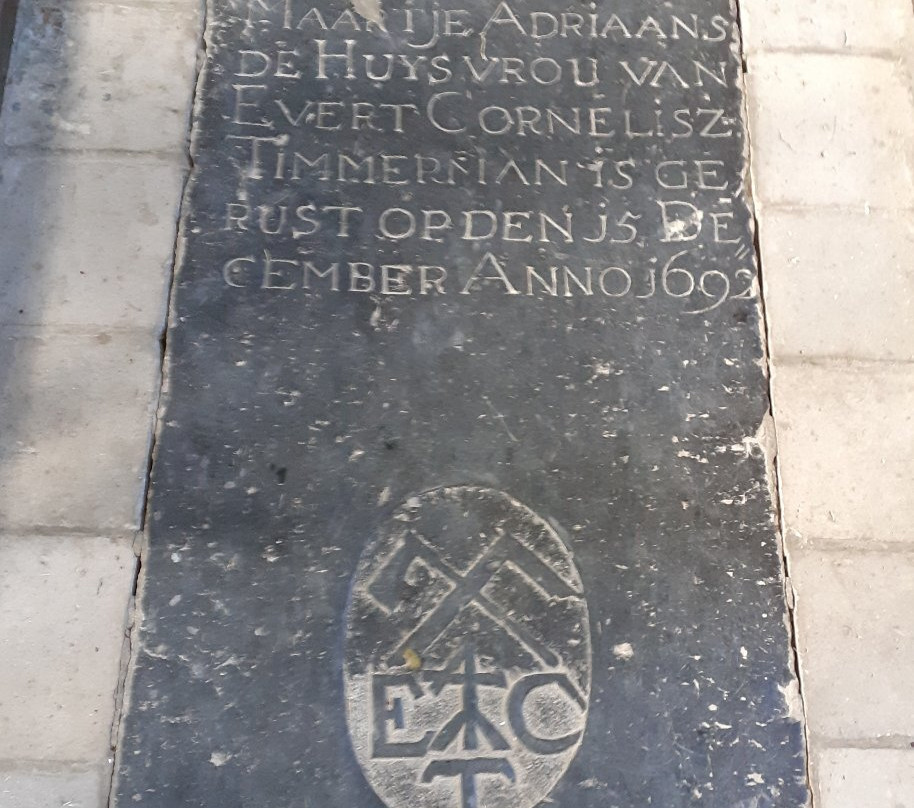 MAARTJE ADRIAANS
DE HUYSVROU VAN
EVERT CORNELISZ
TIMMERMAN IS GE
RUST OP DEN 15 DE
CEMBER ANNO 1692
E C
T